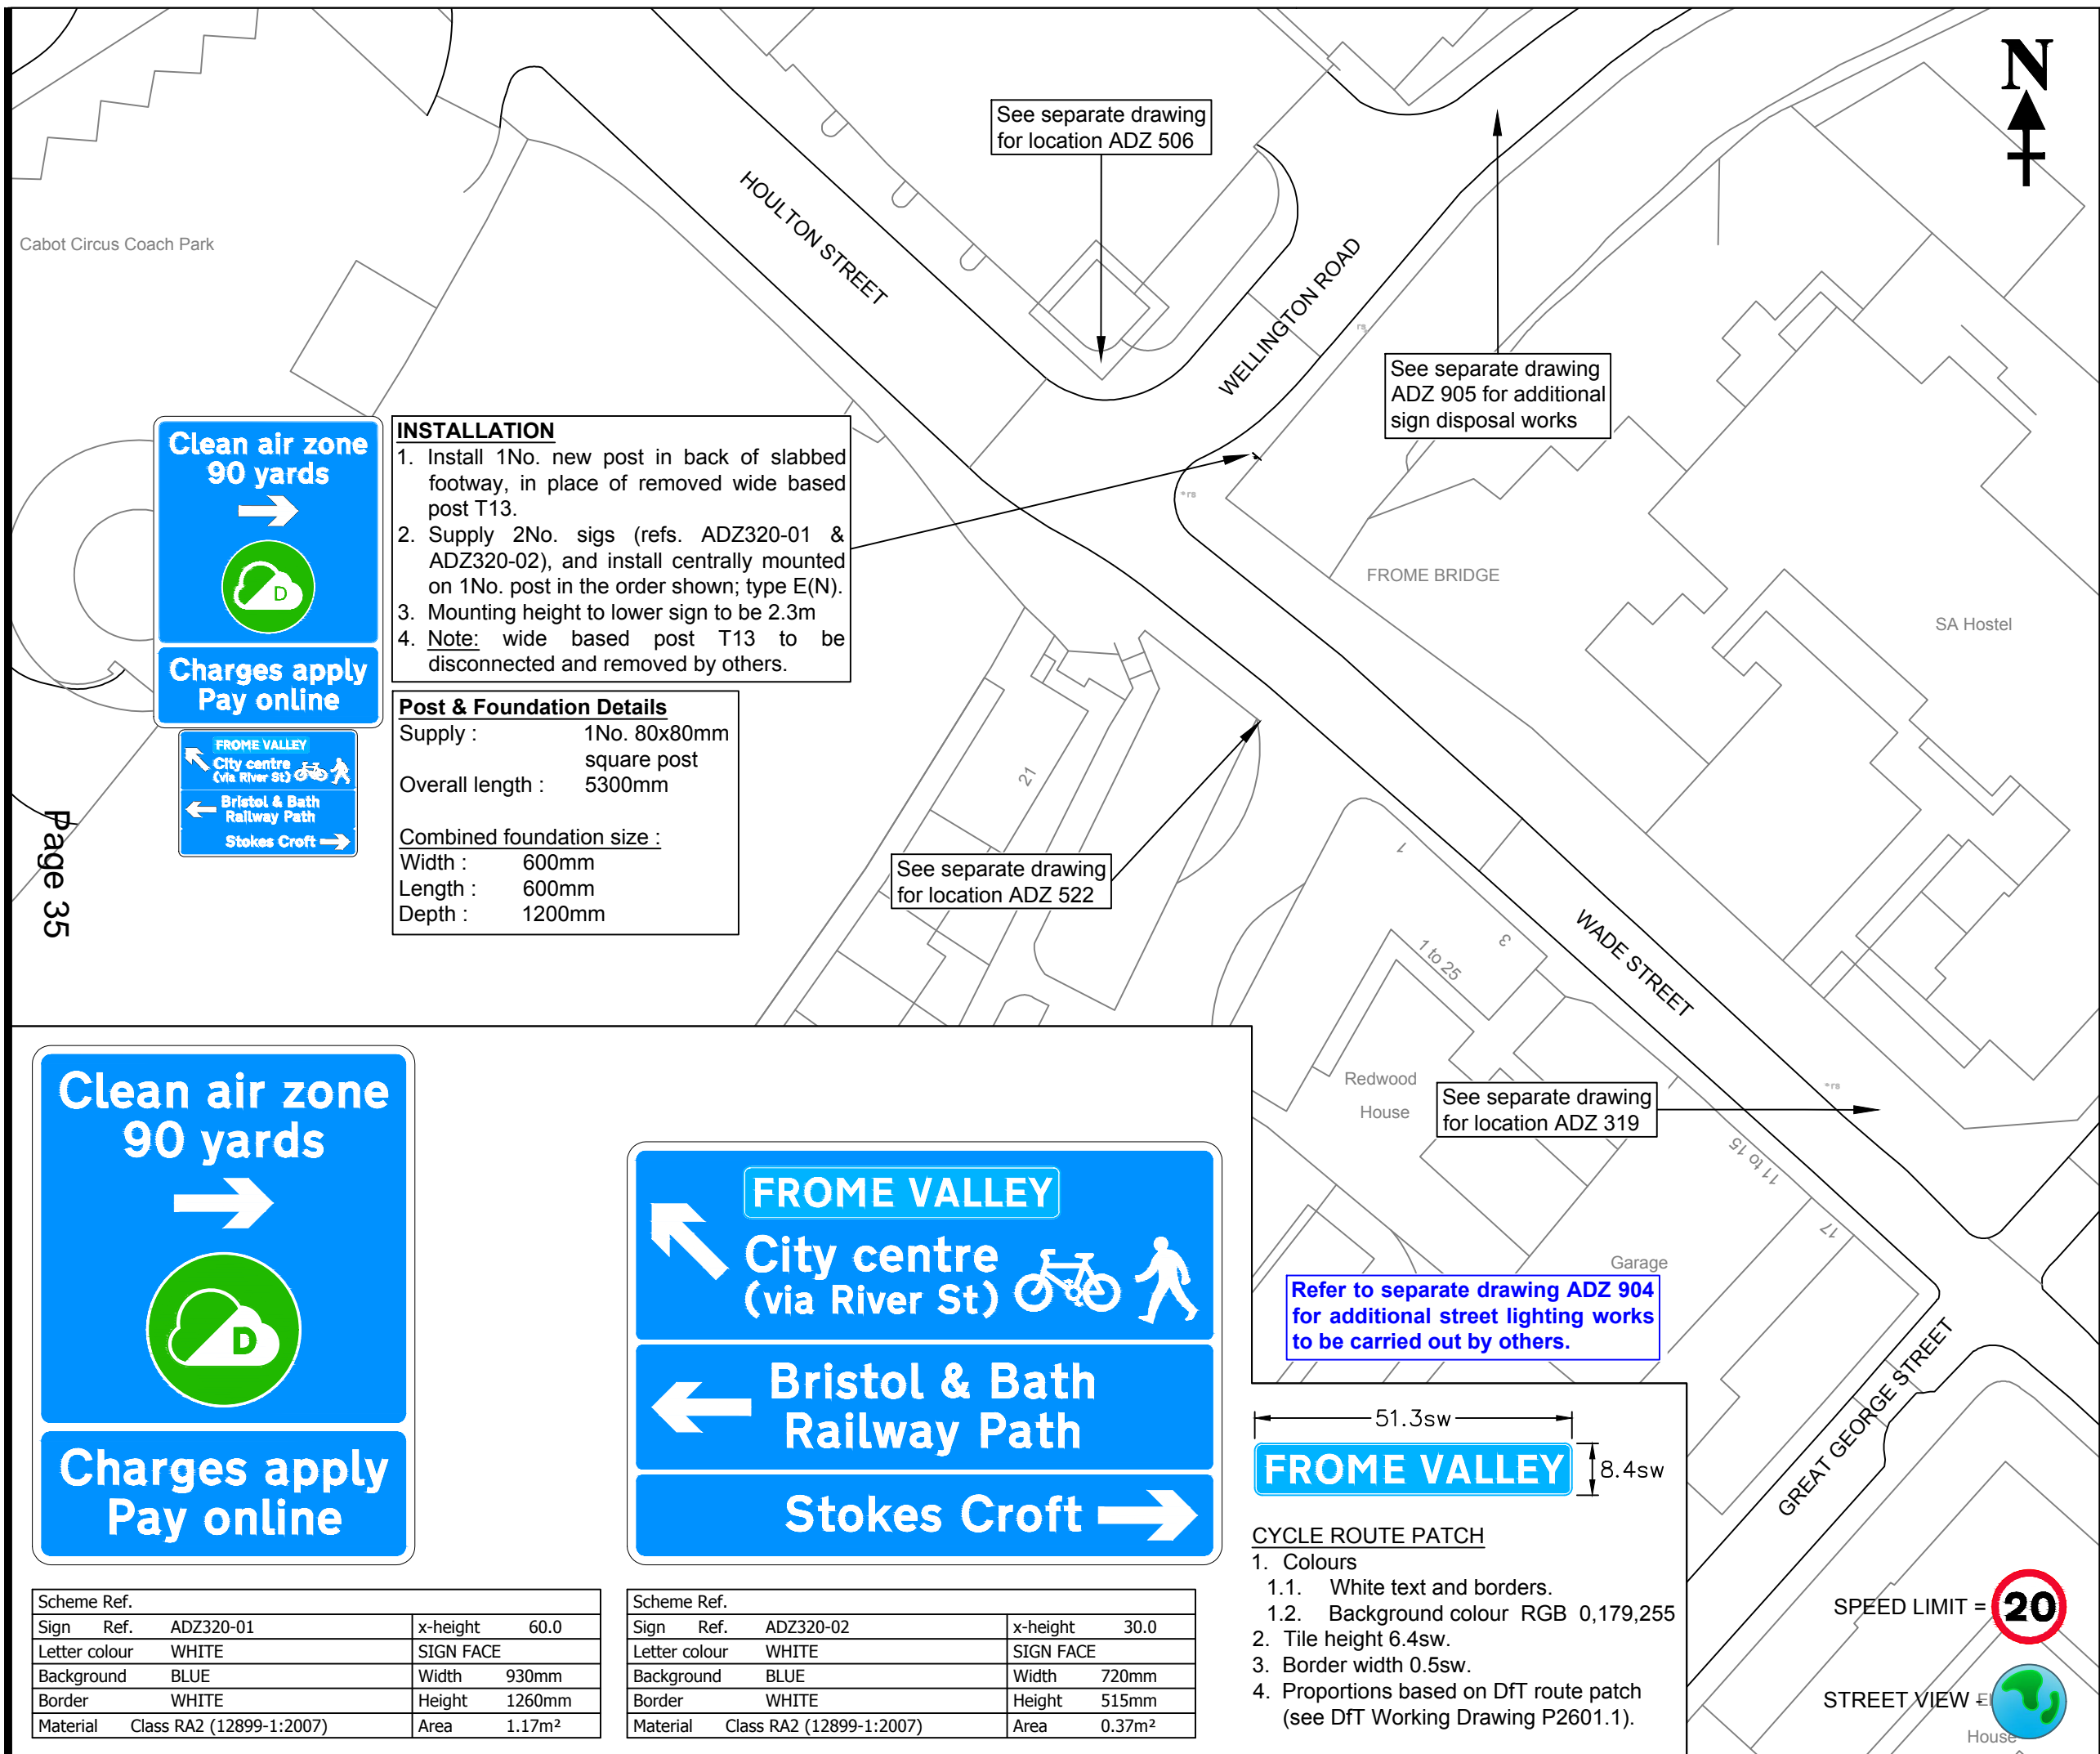 N
See separate drawing
for location ADZ 506
HOULTON STREET
Cabot Circus Coach Park
WELLINGTON ROAD
rs
See separate drawing
ADZ 905 for additional
sign disposal works
Clean air zone
90 yards
D
Charges apply
Pay online
FROME VALLEY
City centre
(via River St)
Bristol & Bath
Railway Path
Stokes Croft
INSTALLATION
1. Install 1No. new post in back of slabbed
footway, in place of removed wide based
post T13.
2. Supply 2No. sigs (refs. ADZ320-01 &
ADZ320-02), and install centrally mounted
on 1No. post in the order shown; type E(N).
3. Mounting height to lower sign to be 2.3m
4. Note: wide based post T13 to be
disconnected and removed by others.
rs
FROME BRIDGE
SA Hostel
Post & Foundation Details
Supply : 1No. 80x80mm
square post
Overall length : 5300mm
Combined foundation size :
Width : 600mm
Length : 600mm
Depth : 1200mm
Page 35
21
See separate drawing
for location ADZ 522
1
3
1 to 25
WADE STREET
Redwood
House
See separate drawing
for location ADZ 319
rs
11 to 15
17
Garage
Refer to separate drawing ADZ 904
for additional street lighting works
to be carried out by others.
GREAT GEORGE STREET
Clean air zone
90 yards
D
Charges apply
Pay online
FROME VALLEY
City centre
(via River St)
Bristol & Bath
Railway Path
Stokes Croft
51.3sw
FROME VALLEY
8.4sw
CYCLE ROUTE PATCH
1. Colours
1.1. White text and borders.
1.2. Background colour RGB 0,179,255
2. Tile height 6.4sw.
3. Border width 0.5sw.
4. Proportions based on DfT route patch
(see DfT Working Drawing P2601.1).
Scheme Ref.
Sign Ref. ADZ320-01 x-height 60.0
Letter colour WHITE SIGN FACE
Background BLUE Width 930mm
Border WHITE Height 1260mm
Material Class RA2 (12899-1:2007) Area 1.17m²
Scheme Ref.
Sign Ref. ADZ320-02 x-height 30.0
Letter colour WHITE SIGN FACE
Background BLUE Width 720mm
Border WHITE Height 515mm
Material Class RA2 (12899-1:2007) Area 0.37m²
SPEED LIMIT = 20
STREET VIEW =
House